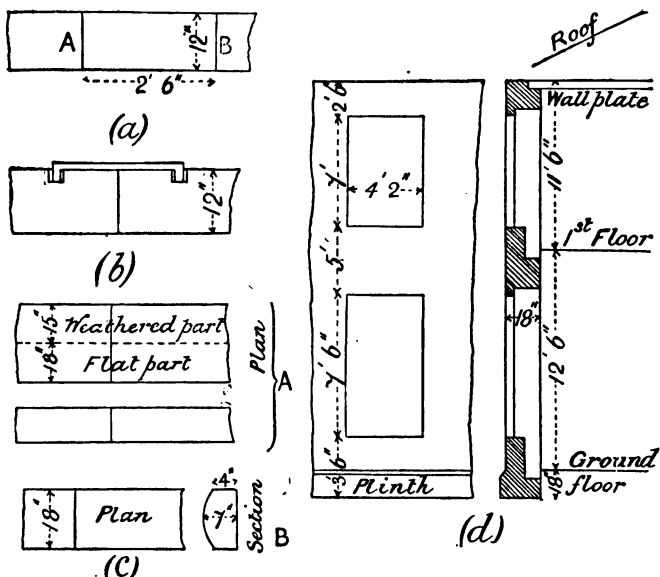 A
12"
B
2' 6"
(a)
12"
(b)
15" Weathered part
18" Flat part
Plan
A
18"
Plan
4"
7"
Section
B
(c)
2' 6"
7'
4' 2"
5'
7' 6"
3' 6"
Plinth
Roof
Wall plate
11' 6"
1st Floor
18"
12' 6"
Ground
floor
18"
(d)